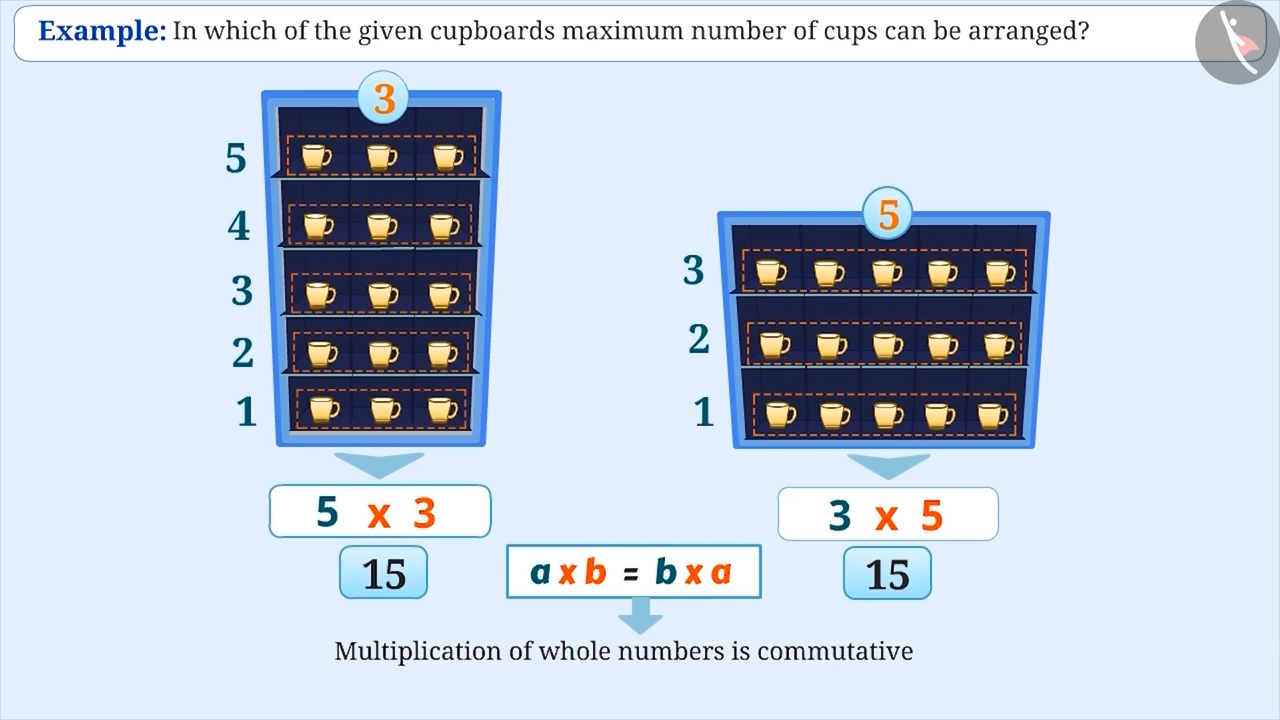 Example: In which of the given cupboards maximum number of cups can be arranged?
3
5
4
3
2
1
5
3
2
1
5 x 3
3 x 5
15
15
a x b = b x a
Multiplication of whole numbers is commutative